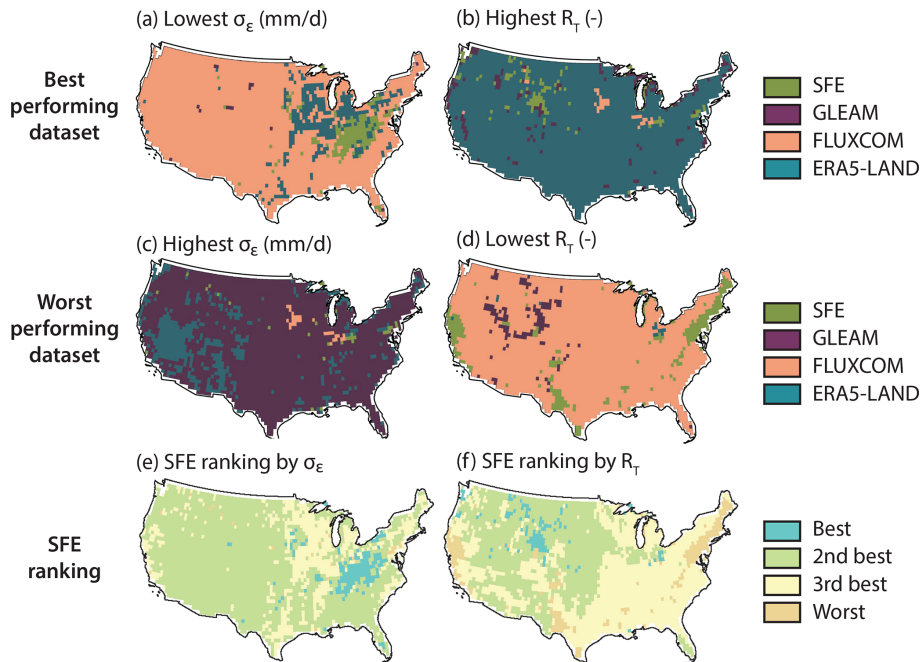 (a) Lowest σε (mm/d)
(b) Highest RT (-)
Best
performing
dataset
SFE
GLEAM
FLUXCOM
ERA5-LAND
(c) Highest σε (mm/d)
(d) Lowest RT (-)
Worst
performing
dataset
SFE
GLEAM
FLUXCOM
ERA5-LAND
(e) SFE ranking by σε
(f) SFE ranking by RT
SFE
ranking
Best
2nd best
3rd best
Worst